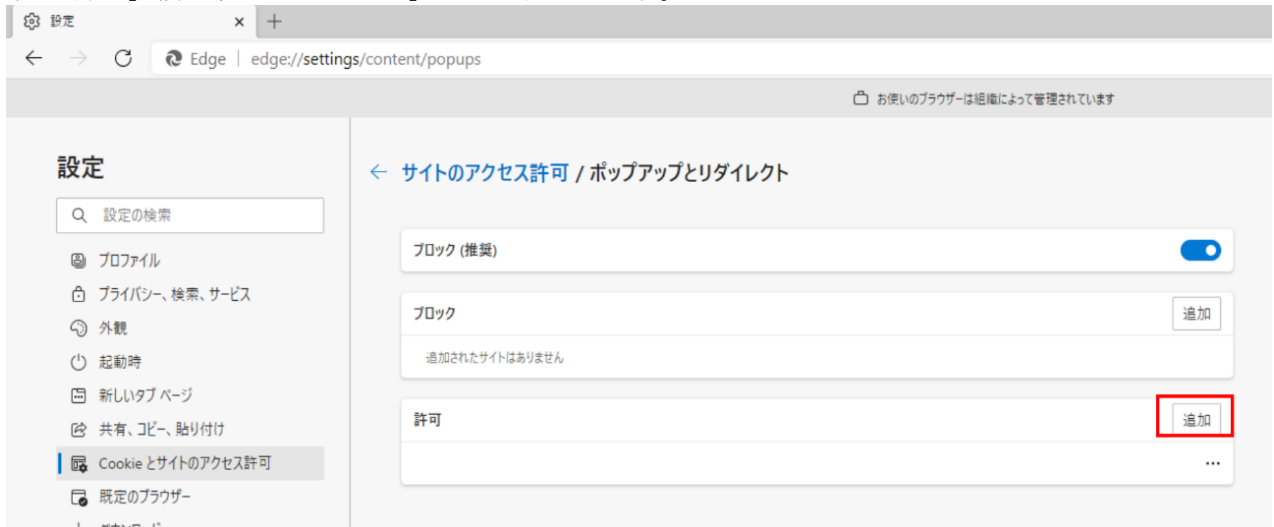 設定
Edge
edge://settings/content/popups
お使いのブラウザーは組織によって管理されています
設定
設定の検索
プロファイル
プライバシー、検索、サービス
外観
起動時
新しいタブ ページ
共有、コピー、貼り付け
Cookie とサイトのアクセス許可
既定のブラウザー
サイトのアクセス許可 / ポップアップとリダイレクト
ブロック (推奨)
ブロック
追加
追加されたサイトはありません
許可
追加